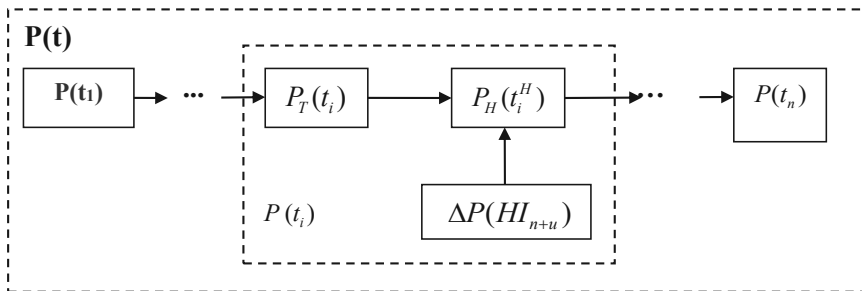 P(t)
P(t₁) ... P_T(t_i) P_H(t_i^H) ... P(t_n)
P(t_i) ΔP(HI_{n+u})